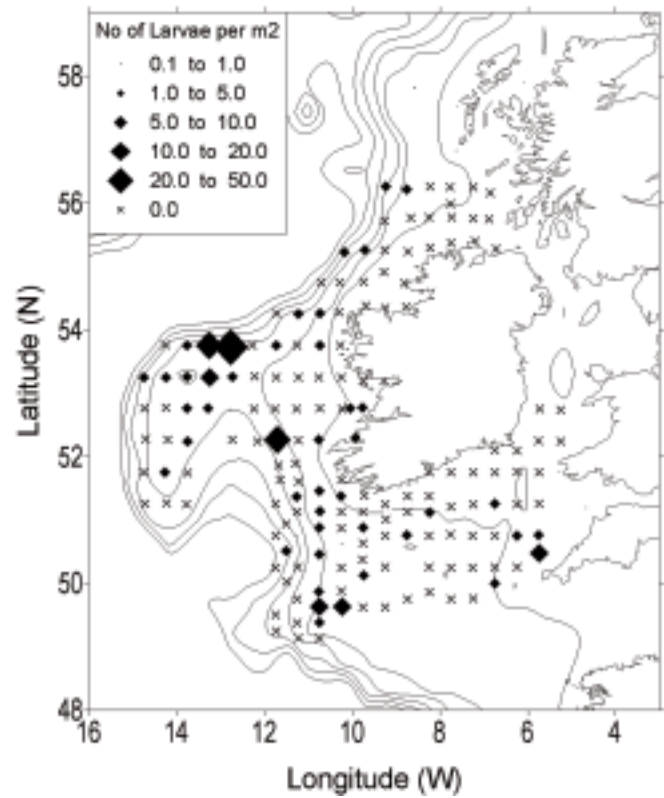 No of Larvae per m2
0.1 to 1.0
1.0 to 5.0
5.0 to 10.0
10.0 to 20.0
20.0 to 50.0
0.0
58
56
54
52
50
48
Latitude (N)
16 14 12 10 8 6 4
Longitude (W)